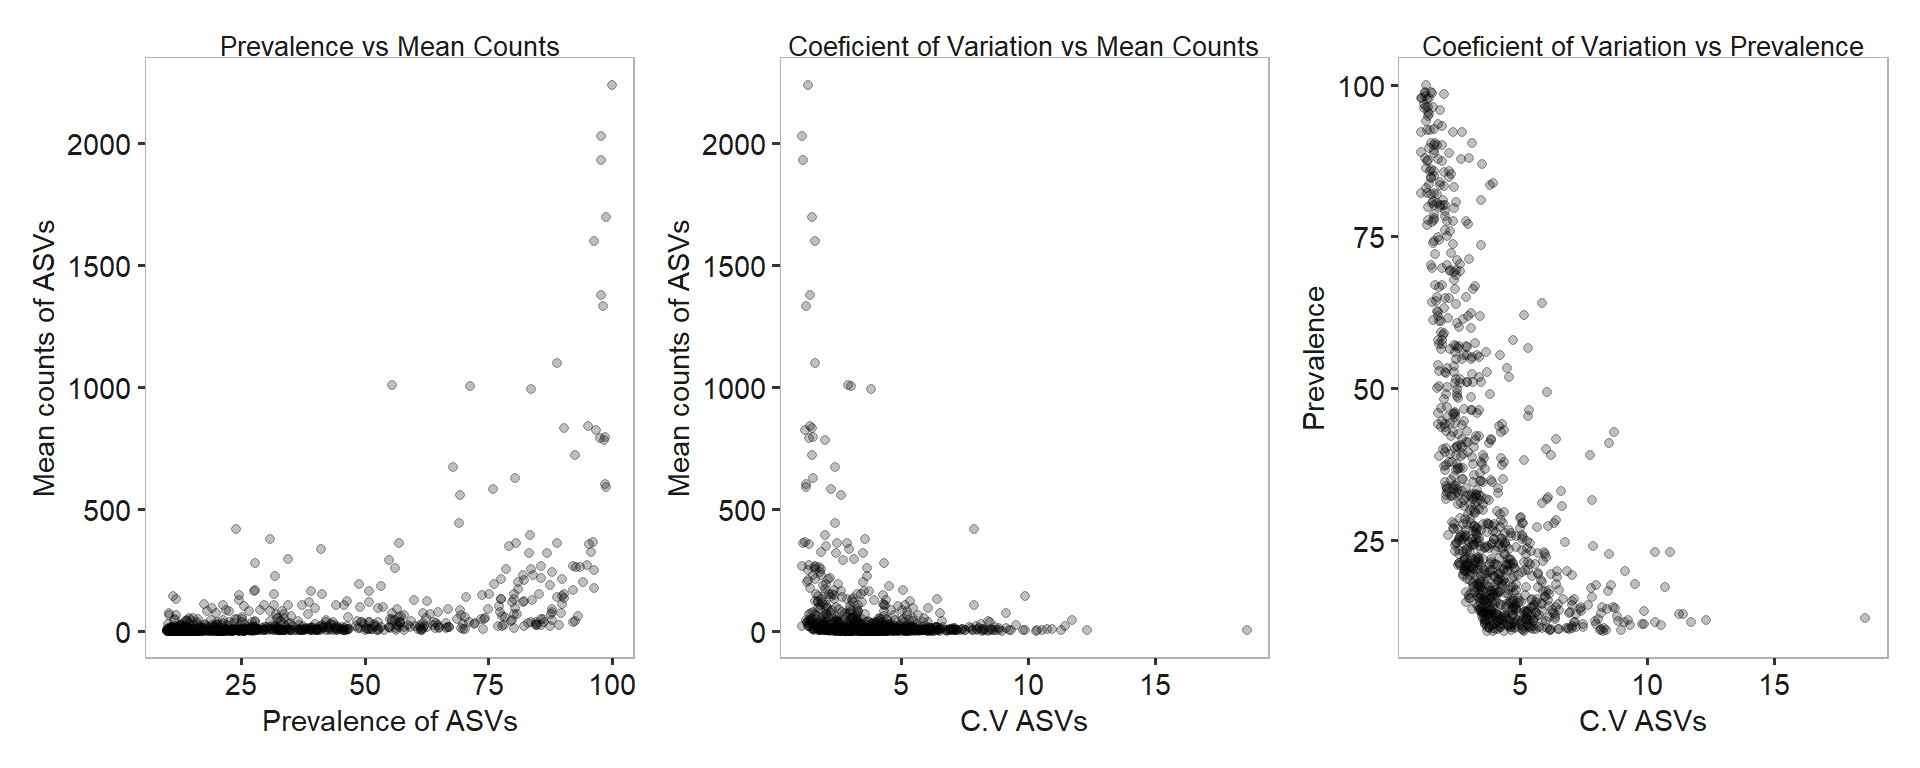 Prevalence vs Mean Counts
Mean counts of ASVs
2000
1500
1000
500
0
25 50 75 100
Prevalence of ASVs
Coeficient of Variation vs Mean Counts
Mean counts of ASVs
2000
1500
1000
500
0
5 10 15
C.V ASVs
Coeficient of Variation vs Prevalence
Prevalence
100
75
50
25
5 10 15
C.V ASVs